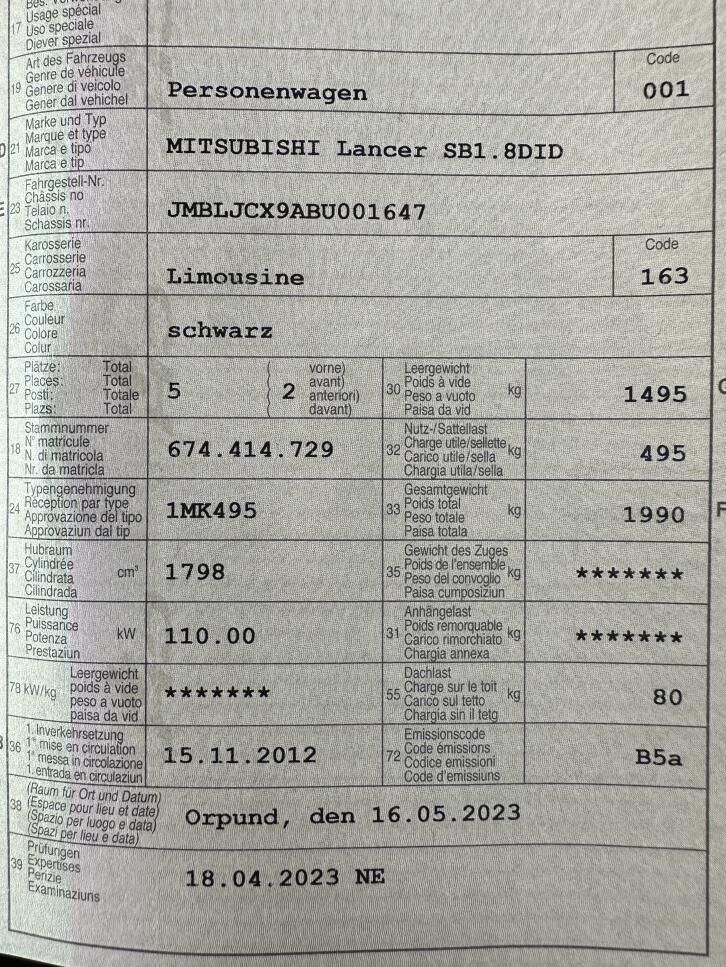 17
Usage spécial
Uso speciale
Diever spezial
19
Art des Fahrzeugs
Genre de véhicule
Genere di veicolo
Gener dal vehichel
Personenwagen
Code
001
21
Marke und Typ
Marque et type
Marca e tipo
Marca e tip
MITSUBISHI Lancer SB1.8DID
23
Fahrgestell-Nr.
Châssis no
Telaio n.
Schassis nr.
JMBLJCX9ABU001647
25
Karosserie
Carrosserie
Carrozzeria
Carossaria
Limousine
Code
163
26
Farbe
Couleur
Colore
Colur
schwarz
27
Plätze: Total
Places: Total
Posti: Totale
Plazs: Total
5
( 2 vorne)
( avant)
( anteriori)
( davant)
30
Leergewicht
Poids à vide
Peso a vuoto
Paisa da vid
kg
1495
18
Stammnummer
N° matricule
N. di matricola
Nr. da matricla
674.414.729
32
Nutz-/Sattellast
Charge utile/sellette
Carico utile/sella
Chargia utila/sella
kg
495
24
Typengenehmigung
Réception par type
Approvazione del tipo
Approvaziun dal tip
1MK495
33
Gesamtgewicht
Poids total
Peso totale
Paisa totala
kg
1990
37
Hubraum
Cylindrée
Cilindrata
Cilindrada
cm³
1798
35
Gewicht des Zuges
Poids de l'ensemble
Peso del convoglio
Paisa cumposiziun
kg
*******
76
Leistung
Puissance
Potenza
Prestaziun
kW
110.00
31
Anhängelast
Poids remorquable
Carico rimorchiato
Chargia annexa
kg
*******
78 kW/kg
Leergewicht
poids à vide
peso a vuoto
paisa da vid
*******
55
Dachlast
Charge sur le toit
Carico sul tetto
Chargia sin il tetg
kg
80
36
1. Inverkehrsetzung
1re mise en circulation
1a messa in circolazione
1. entrada en circulaziun
15.11.2012
72
Emissionscode
Code émissions
Codice emissioni
Code d'emissiuns
B5a
38
(Raum für Ort und Datum)
(Espace pour lieu et date)
(Spazio per luogo e data)
(Spazi per lieu e data)
Orpund, den 16.05.2023
39
Prüfungen
Expertises
Perizie
Examinaziuns
18.04.2023 NE